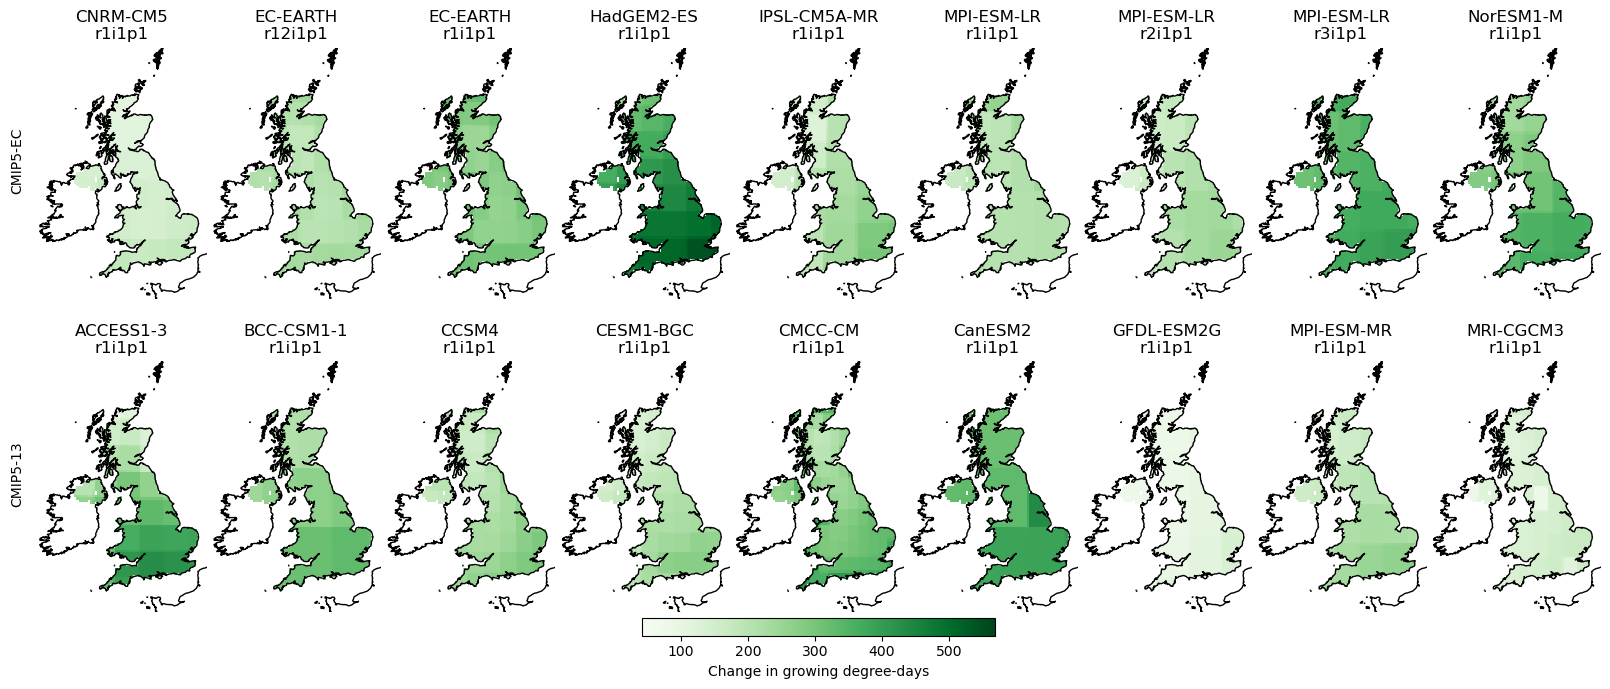 CNRM-CM5 EC-EARTH EC-EARTH HadGEM2-ES IPSL-CM5A-MR MPI-ESM-LR MPI-ESM-LR MPI-ESM-LR NorESM1-M
r1i1p1 r12i1p1 r1i1p1 r1i1p1 r1i1p1 r1i1p1 r2i1p1 r3i1p1 r1i1p1
CMIP5-EC
ACCESS1-3 BCC-CSM1-1 CCSM4 CESM1-BGC CMCC-CM CanESM2 GFDL-ESM2G MPI-ESM-MR MRI-CGCM3
r1i1p1 r1i1p1 r1i1p1 r1i1p1 r1i1p1 r1i1p1 r1i1p1 r1i1p1 r1i1p1
CMIP5-13
100 200 300 400 500
Change in growing degree-days